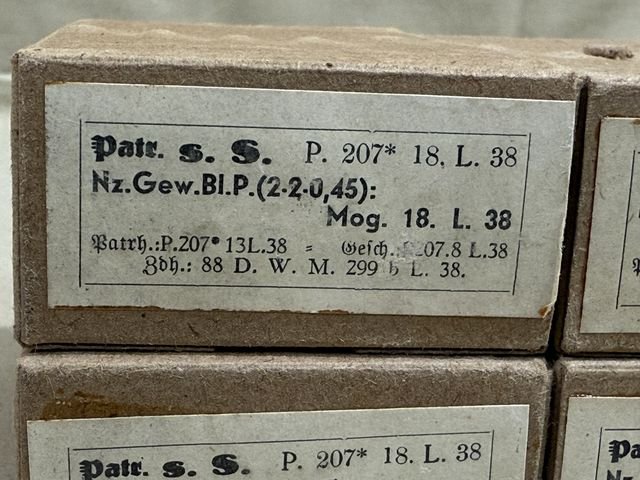 Patr. s. S. P. 207* 18. L. 38
Nz.Gew.Bl.P.(2·2·0,45):
Mog. 18. L. 38
Patrh.:P.207* 13L.38 = Gesch. P.207.8 L.38
Zdh.: 88 D. W. M. 299 L. 38.
Patr. s. S. P. 207* 18. L. 38